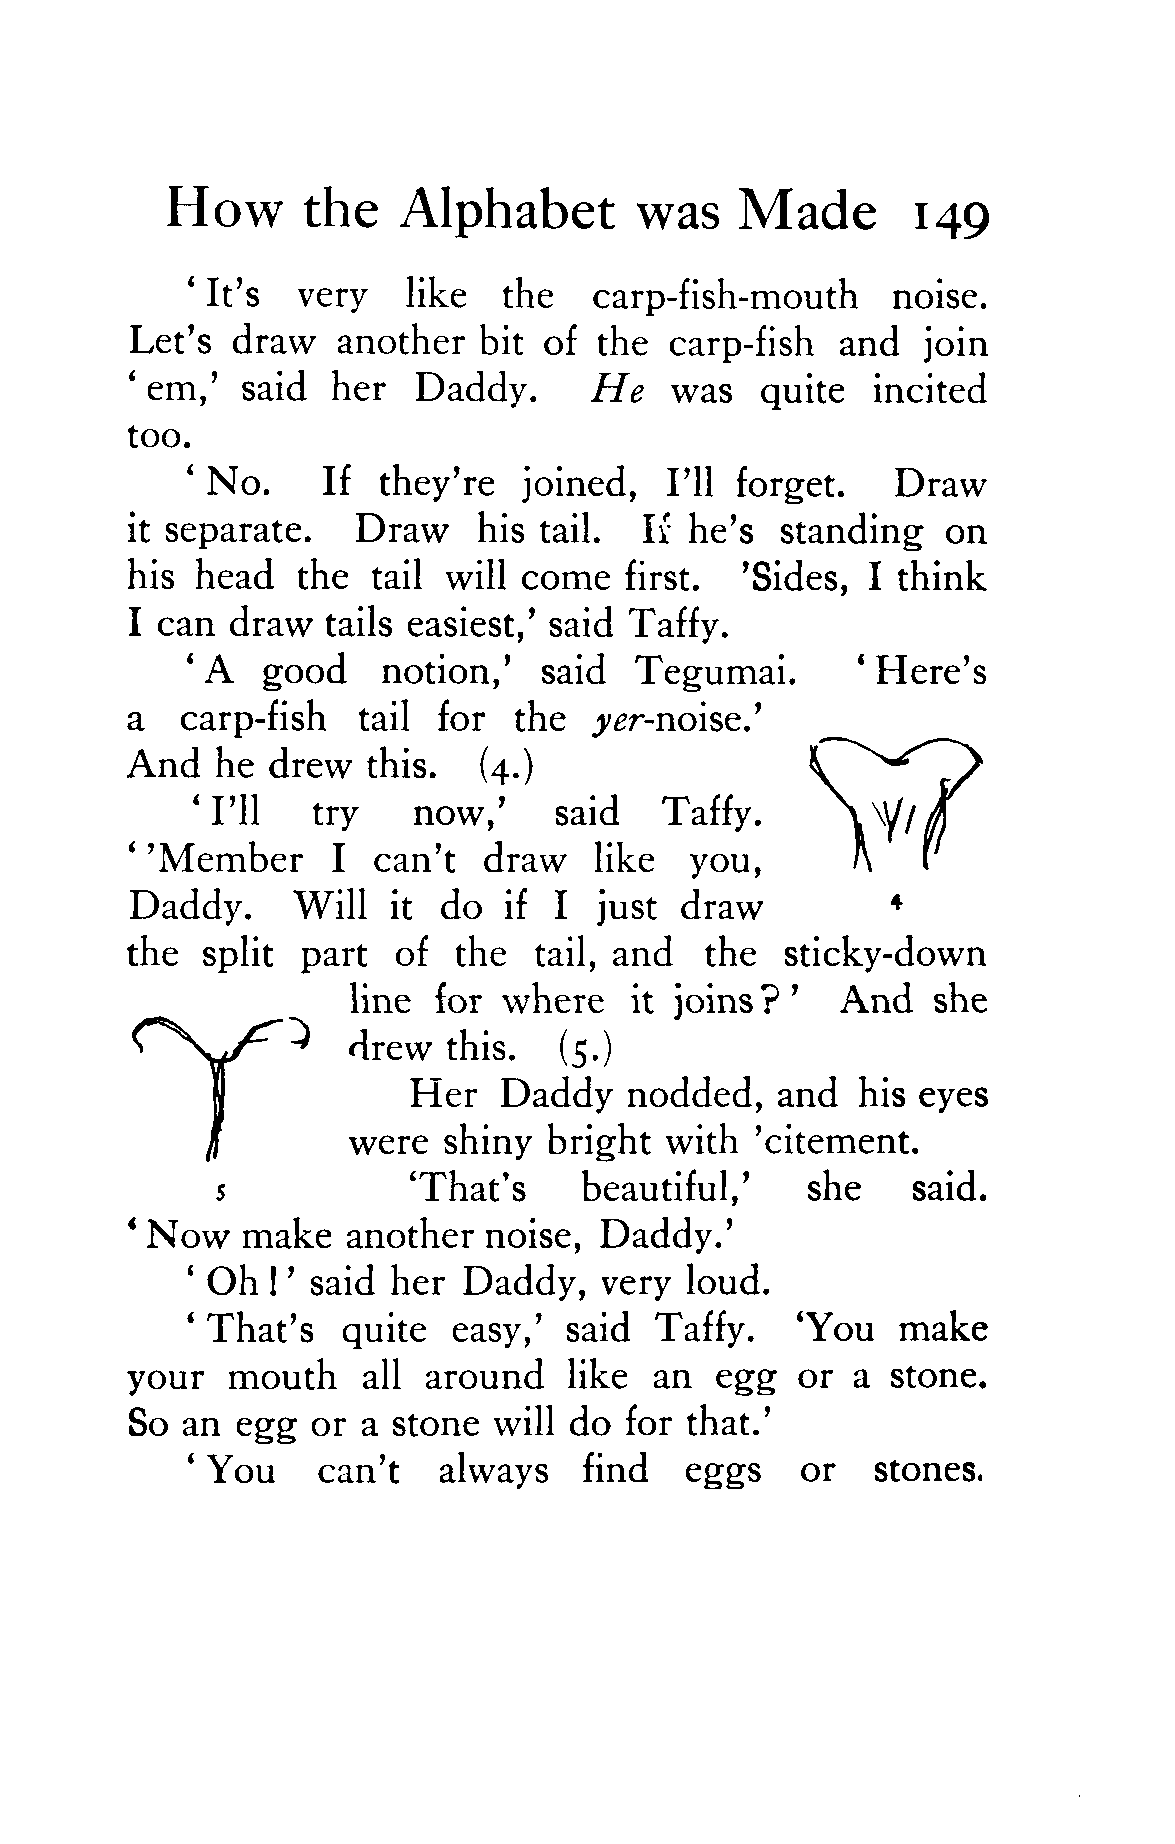 How the Alphabet was Made 149
‘It's very like the carp-fish-mouth noise.
Let's draw another bit of the carp-fish and join
‘em,’ said her Daddy. He was quite incited
too.
‘No. If they're joined, I'll forget. Draw
it separate. Draw his tail. If he's standing on
his head the tail will come first. ’Sides, I think
I can draw tails easiest,’ said Taffy.
‘A good notion,’ said Tegumai. ‘Here's
a carp-fish tail for the yer-noise.’
And he drew this. (4.)
‘I'll try now,’ said Taffy.
‘’Member I can't draw like you,
Daddy. Will it do if I just draw
4
the split part of the tail, and the sticky-down
line for where it joins?’ And she
drew this. (5.)
Her Daddy nodded, and his eyes
were shiny bright with ’citement.
5
‘That's beautiful,’ she said.
‘Now make another noise, Daddy.’
‘Oh!’ said her Daddy, very loud.
‘That's quite easy,’ said Taffy. ‘You make
your mouth all around like an egg or a stone.
So an egg or a stone will do for that.’
‘You can't always find eggs or stones.